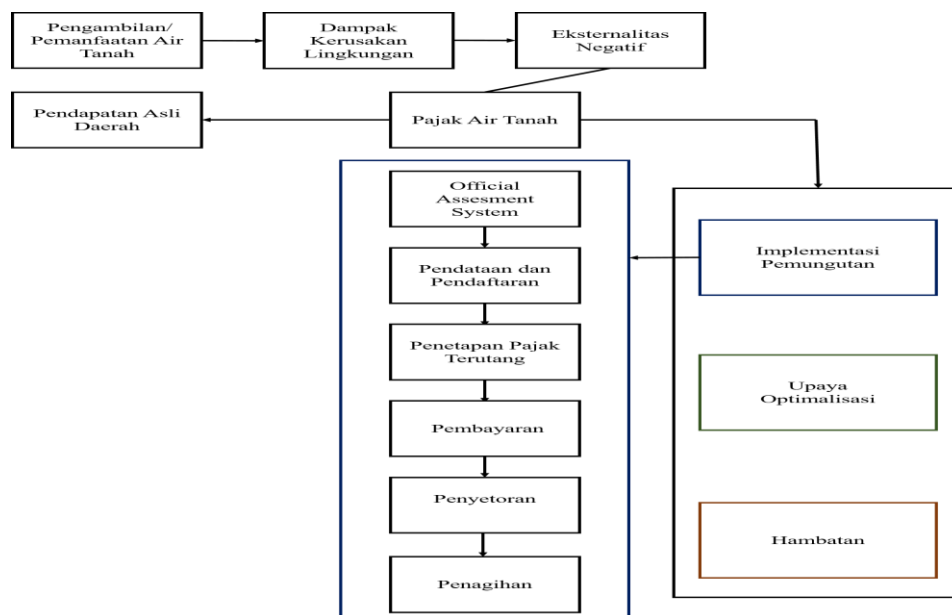 Pengambilan/
Pemanfaatan Air
Tanah
Dampak
Kerusakan
Lingkungan
Eksternalitas
Negatif
Pendapatan Asli
Daerah
Pajak Air Tanah
Official
Assesment
System
Pendataan dan
Pendaftaran
Penetapan Pajak
Terutang
Pembayaran
Penyetoran
Penagihan
Implementasi
Pemungutan
Upaya
Optimalisasi
Hambatan